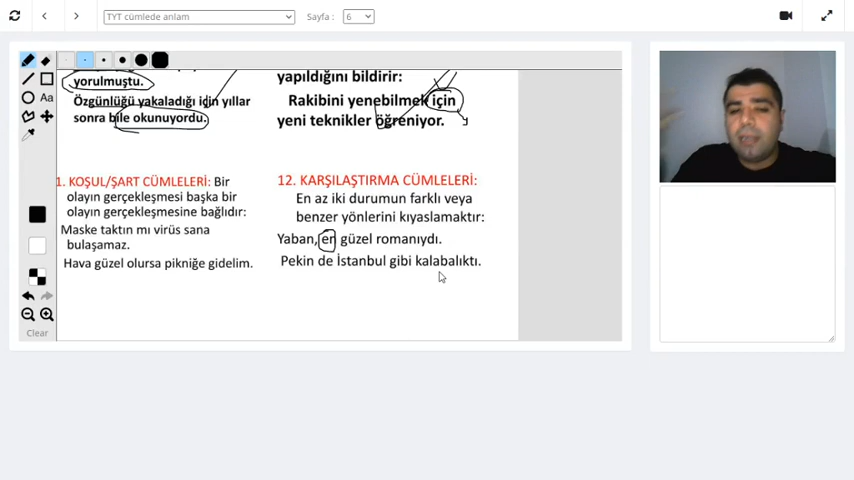 TYT cümlede anlam
Sayfa :
6
Aa
Clear
yorulmuştu.
Özgünlüğü yakaladığı için yıllar
sonra bile okunuyordu.
1. KOŞUL/ŞART CÜMLELERİ: Bir
olayın gerçekleşmesi başka bir
olayın gerçekleşmesine bağlıdır:
Maske taktın mı virüs sana
bulaşamaz.
Hava güzel olursa pikniğe gidelim.
yapıldığını bildirir:
Rakibini yenebilmek için
yeni teknikler öğreniyor.
12. KARŞILAŞTIRMA CÜMLELERİ:
En az iki durumun farklı veya
benzer yönlerini kıyaslamaktır:
Yaban, en güzel romanıydı.
Pekin de İstanbul gibi kalabalıktı.